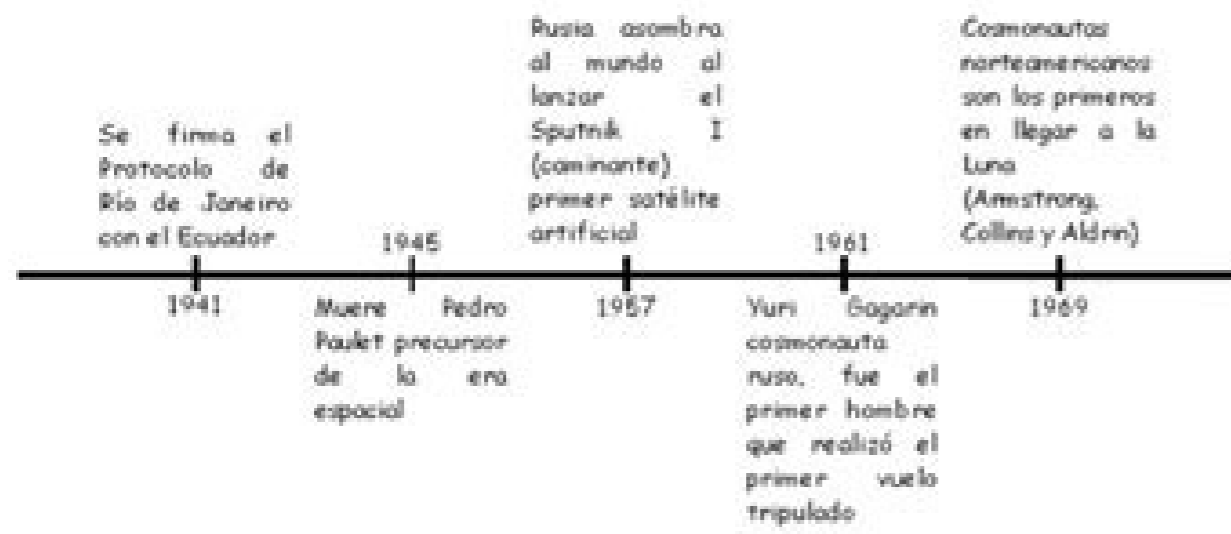 Se firma el
Protocolo de
Río de Janeiro
con el Ecuador
1941
1945
Muere Pedro
Paulet precursor
de la era
espacial
Rusia asombra
al mundo al
lanzar el
Sputnik I
(caminante)
primer satélite
artificial
1957
1961
Yuri Gagarin
cosmonauta
ruso, fue el
primer hombre
que realizó el
primer vuelo
tripulado
Cosmonautas
norteamericanos
son los primeros
en llegar a la
Luna
(Armstrong,
Collins y Aldrin)
1969